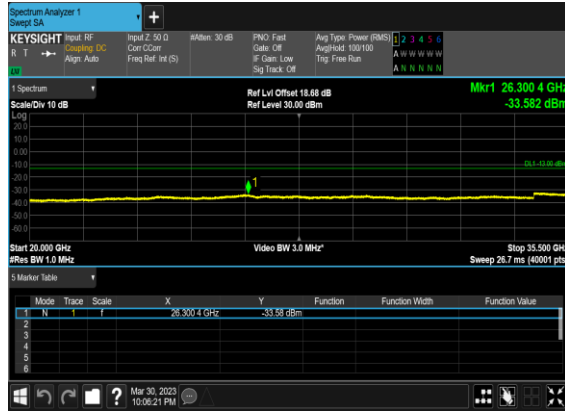 Spectrum Analyzer 1
Swept SA
+
KEYSIGHT Input: RF Input Z: 50 Ω #Atten: 30 dB PNO: Fast Avg Type: Power (RMS) 1 2 3 4 5 6
R T Coupling: DC Corr CCorr Gate: Off Avg|Hold: 100/100 A W W W W W
Align: Auto Freq Ref: Int (S) IF Gain: Low Trig: Free Run
Sig Track: Off A N N N N N
1 Spectrum Ref Lvl Offset 18.68 dB Mkr1 26.300 4 GHz
Scale/Div 10 dB Ref Level 30.00 dBm -33.582 dBm
Log
20.0
10.0
0.00
-10.0
DL1 -13.00 dBm
-20.0
1
-30.0
-40.0
-50.0
-60.0
Start 20.000 GHz Video BW 3.0 MHz* Stop 35.500 GHz
#Res BW 1.0 MHz Sweep 26.7 ms (40001 pts)
5 Marker Table
Mode Trace Scale X Y Function Function Width Function Value
1 N 1 f 26.300 4 GHz -33.58 dBm
2
3
4
5
6
? Mar 30, 2023
10:06:21 PM